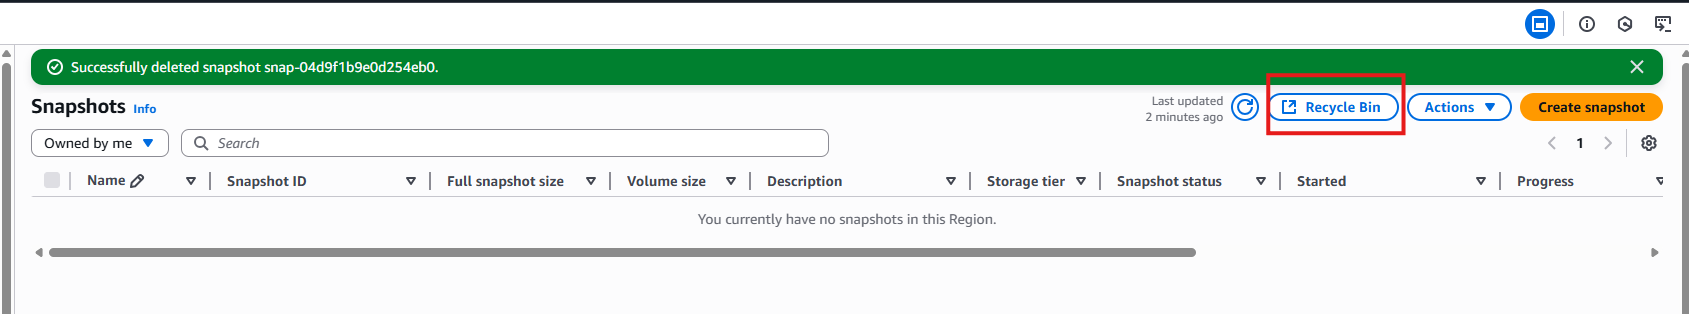 Successfully deleted snapshot snap-04d9f1b9e0d254eb0.
Snapshots Info
Last updated
2 minutes ago
Recycle Bin
Actions
Create snapshot
Owned by me
Search
1
Name
Snapshot ID
Full snapshot size
Volume size
Description
Storage tier
Snapshot status
Started
Progress
You currently have no snapshots in this Region.